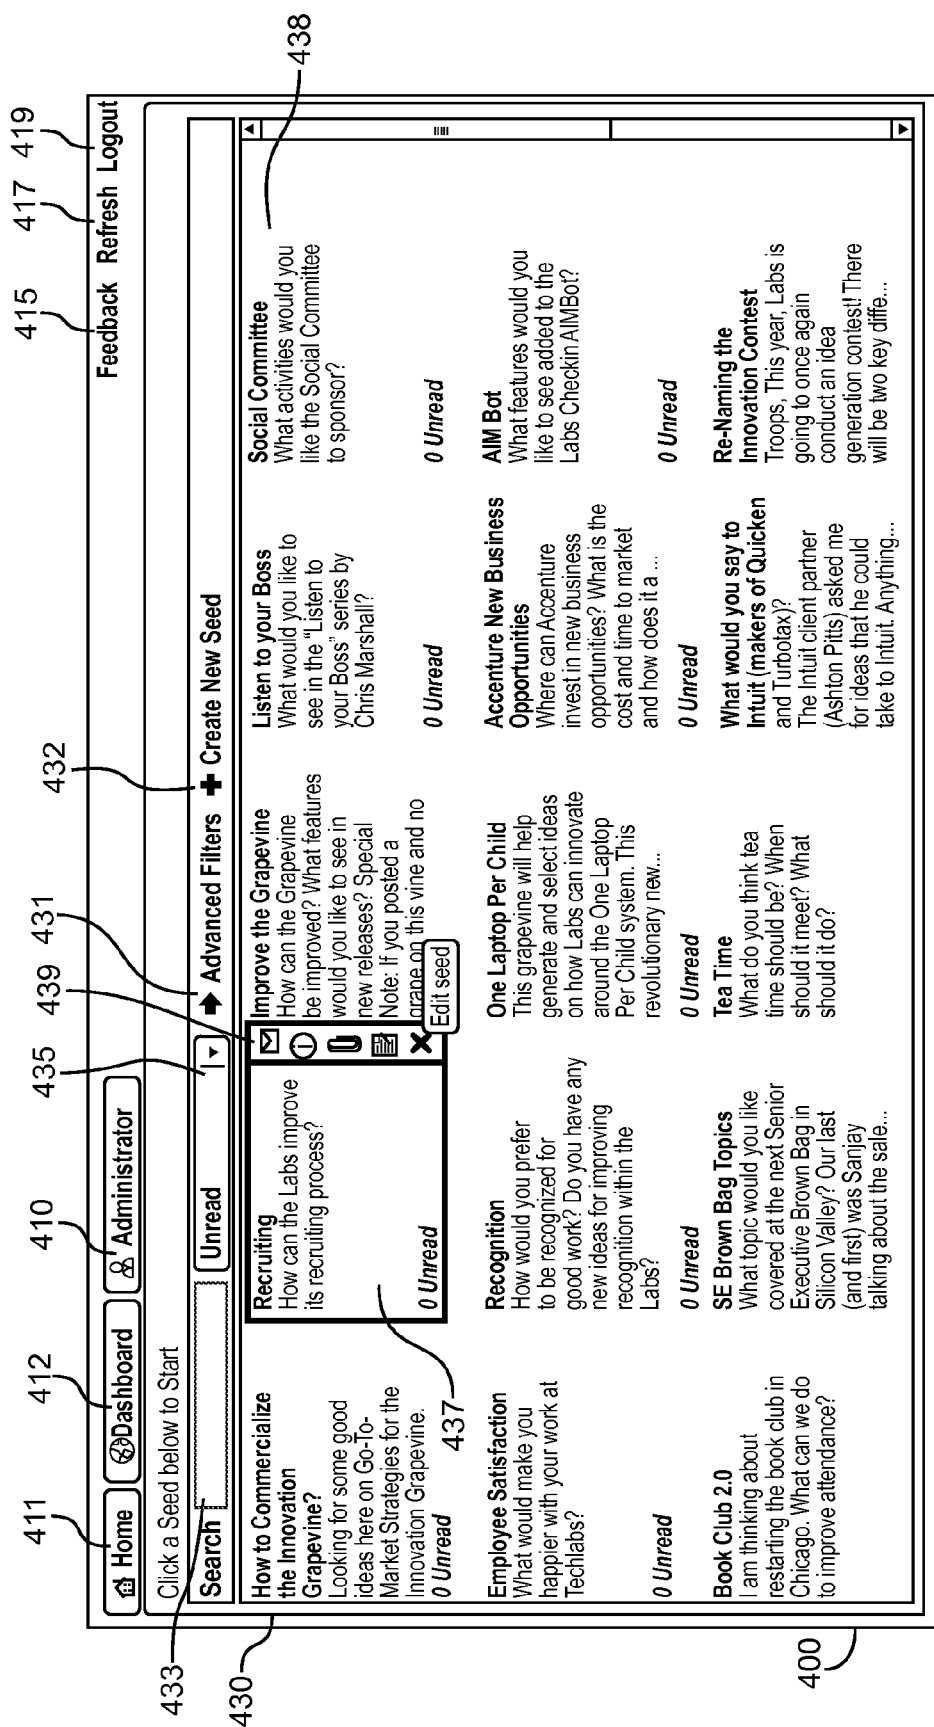 415
417
419
411
412
410
Home
Dashboard
Administrator
Feedback
Refresh
Logout
433
435
439
431
432
438
Click a Seed below to Start
Search
Unread
Advanced Filters
Create New Seed
430
How to Commercialize
the Innovation
Grapevine?
Looking for some good
ideas here on Go-To-
Market Strategies for the
Innovation Grapevine.
0 Unread
Recruiting
How can the Labs improve
its recruiting process?
0 Unread
Edit seed
437
Improve the Grapevine
How can the Grapevine
be improved? What features
would you like to see in
new releases? Special
Note: If you posted a
grape on this vine and no
Listen to your Boss
What would you like to
see in the “Listen to
your Boss” series by
Chris Marshall?
0 Unread
Social Committee
What activities would you
like the Social Committee
to sponsor?
0 Unread
Employee Satisfaction
What would make you
happier with your work at
Techlabs?
0 Unread
Recognition
How would you prefer
to be recognized for
good work? Do you have any
new ideas for improving
recognition within the
Labs?
0 Unread
One Laptop Per Child
This grapevine will help
generate and select ideas
on how Labs can innovate
around the One Laptop
Per Child system. This
revolutionary new...
0 Unread
Accenture New Business
Opportunities
Where can Accenture
invest in new business
opportunities? What is the
cost and time to market
and how does it a ...
0 Unread
AIM Bot
What features would you
like to see added to the
Labs Checkin AIMBot?
0 Unread
Book Club 2.0
I am thinking about
restarting the book club in
Chicago. What can we do
to improve attendance?
SE Brown Bag Topics
What topic would you like
covered at the next Senior
Executive Brown Bag in
Silicon Valley? Our last
(and first) was Sanjay
talking about the sale...
Tea Time
What do you think tea
time should be? When
should it meet? What
should it do?
What would you say to
Intuit (makers of Quicken
and Turbotax)?
The Intuit client partner
(Ashton Pitts) asked me
for ideas that he could
take to Intuit. Anything...
Re-Naming the
Innovation Contest
Troops, This year, Labs is
going to once again
conduct an idea
generation contest! There
will be two key diffe...
400